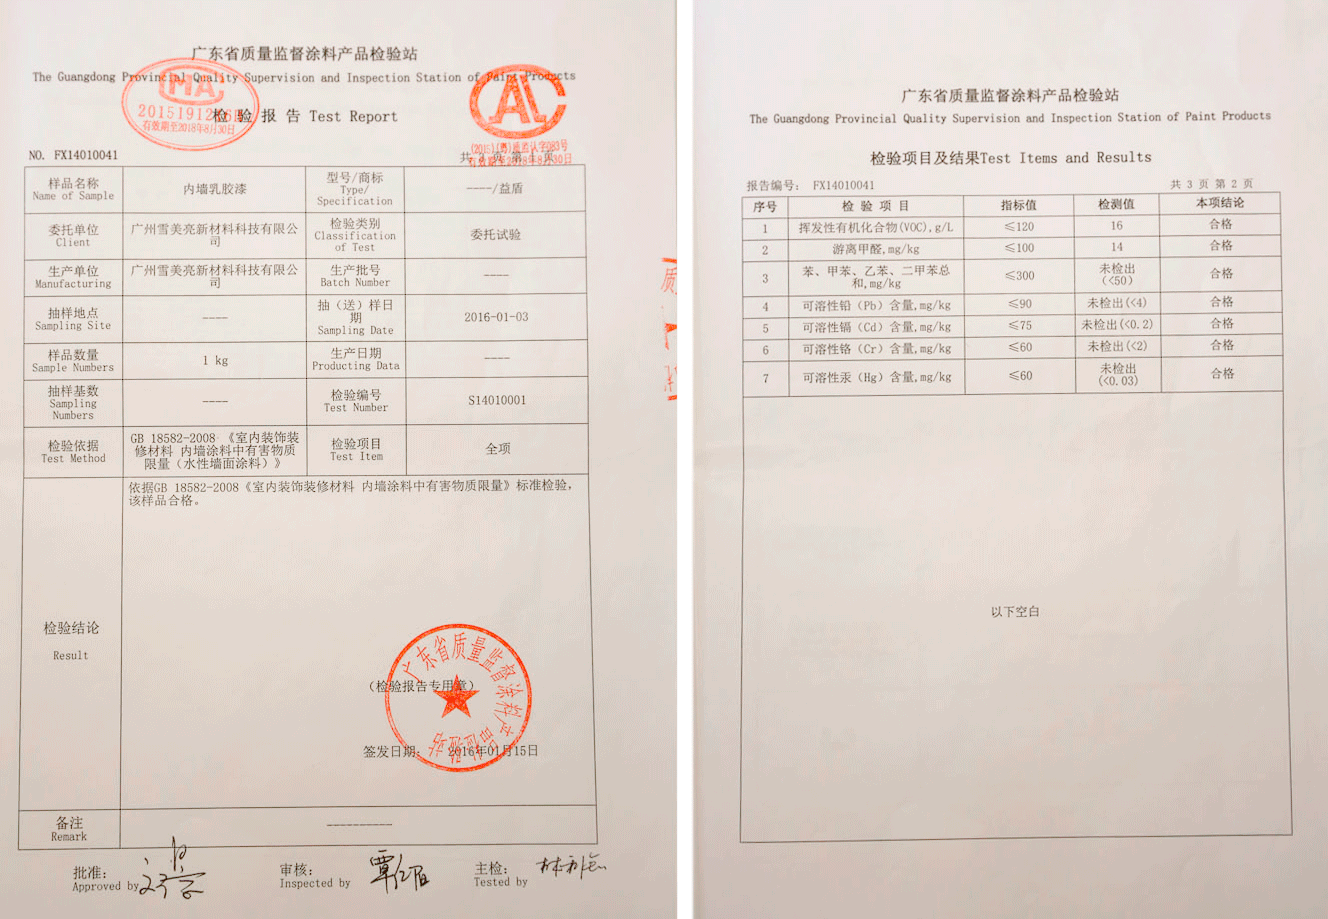 广东省质量监督涂料产品检验站
The Guangdong Provincial Quality Supervision and Inspection Station of Paint Products
MA
有效期至2018年8月30日
CAL
(2015)(粤)质监认字083号
有效期至2018年8月30日
检 验 报 告 Test Report
NO. FX14010041
样品名称
Name of Sample
内墙乳胶漆
型号/商标
Type/
Specification
----/益盾
委托单位
Client
广州雪美亮新材料科技有限公
司
检验类别
Classification
of Test
委托试验
生产单位
Manufacturing
广州雪美亮新材料科技有限公
司
生产批号
Batch Number
----
抽样地点
Sampling Site
----
抽（送）样日
期
Sampling Date
2016-01-03
样品数量
Sample Numbers
1 kg
生产日期
Producting Data
----
抽样基数
Sampling
Numbers
----
检验编号
Test Number
S14010001
检验依据
Test Method
GB 18582-2008 《室内装饰装
修材料 内墙涂料中有害物质
限量（水性墙面涂料）》
检验项目
Test Item
全项
检验结论
Result
依据GB 18582-2008《室内装饰装修材料 内墙涂料中有害物质限量》标准检验，
该样品合格。
广东省质量监督涂料产品检验站
（检验报告专用章）
签发日期： 2016年01月15日
备注
Remark
----------
批准：
Approved by
审核：
Inspected by
主检：
Tested by
广东省质量监督涂料产品检验站
The Guangdong Provincial Quality Supervision and Inspection Station of Paint Products
检验项目及结果Test Items and Results
报告编号： FX14010041
共 3 页 第 2 页
序号 检 验 项 目 指标值 检测值 本项结论
1 挥发性有机化合物(VOC),g/L ≤120 16 合格
2 游离甲醛,mg/kg ≤100 14 合格
3 苯、甲苯、乙苯、二甲苯总
和,mg/kg ≤300 未检出
(<50) 合格
4 可溶性铅（Pb）含量,mg/kg ≤90 未检出(<4) 合格
5 可溶性镉（Cd）含量,mg/kg ≤75 未检出(<0.2) 合格
6 可溶性铬（Cr）含量,mg/kg ≤60 未检出(<2) 合格
7 可溶性汞（Hg）含量,mg/kg ≤60 未检出
(<0.03) 合格
以下空白